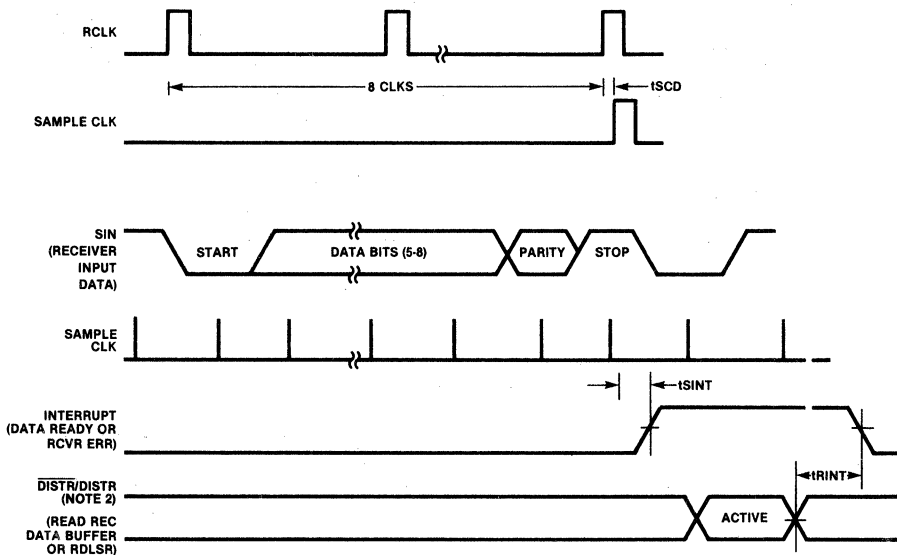 RCLK
8 CLKS
tSCD
SAMPLE CLK
SIN
(RECEIVER
INPUT
DATA)
START
DATA BITS (5-8)
PARITY
STOP
SAMPLE
CLK
tSINT
INTERRUPT
(DATA READY OR
RCVR ERR)
tRINT
DISTR/DISTR
(NOTE 2)
ACTIVE
(READ REC
DATA BUFFER
OR RDLSR)